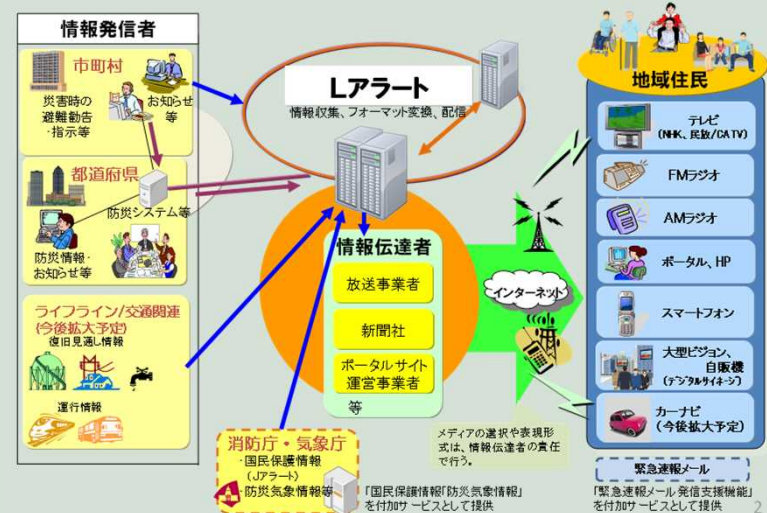 情報発信者
市町村
災害時の
避難勧告
・指示等
お知らせ
等
都道府県
防災システム等
防災情報・
お知らせ等
ライフライン/交通関連
(今後拡大予定)
復旧見通し情報
運行情報
Lアラート
情報収集、フォーマット変換、配信
情報伝達者
放送事業者
新聞社
ポータルサイト
運営事業者
等
消防庁・気象庁
・国民保護情報
(Jアラート)
・防災気象情報等
「国民保護情報「防災気象情報」
を付加サービスとして提供
インターネット
メディアの選択や表現形
式は、情報伝達者の責任
で行う。
地域住民
テレビ
(NHK、民放/CATV)
FMラジオ
AMラジオ
ポータル、HP
スマートフォン
大型ビジョン、
自販機
(デジタルサイネージ)
カーナビ
(今後拡大予定)
緊急速報メール
「緊急速報メール発信支援機能」
を付加サービスとして提供
2